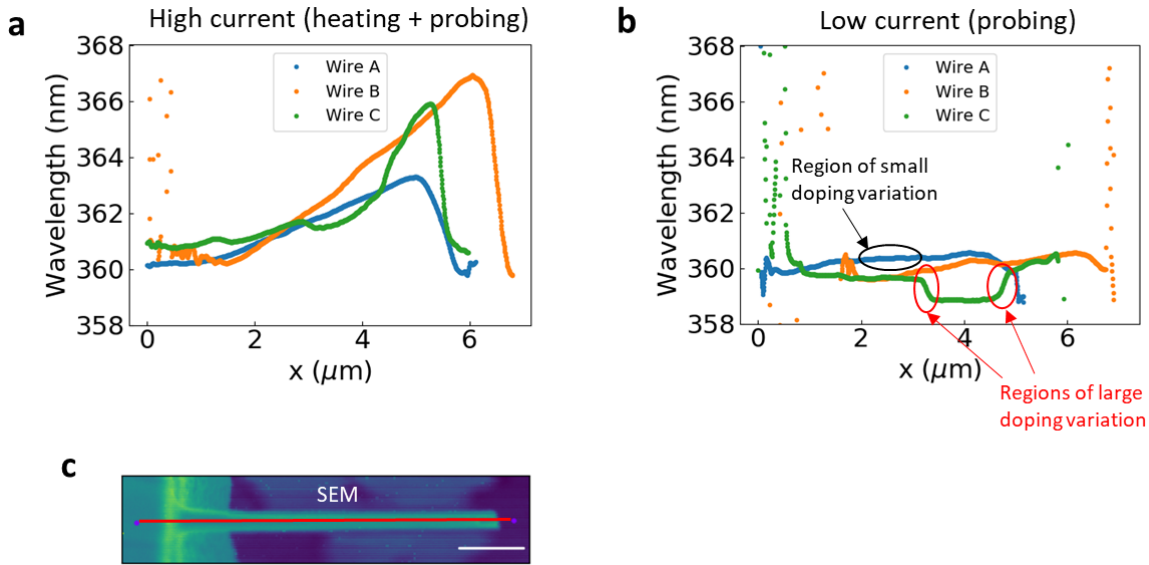 a
High current (heating + probing)
368
366
364
362
360
358
Wavelength (nm)
Wire A
Wire B
Wire C
0
2
4
6
x (μm)
b
Low current (probing)
368
366
364
362
360
358
Wavelength (nm)
Wire A
Wire B
Wire C
Region of small
doping variation
0
2
4
6
x (μm)
Regions of large
doping variation
c
SEM